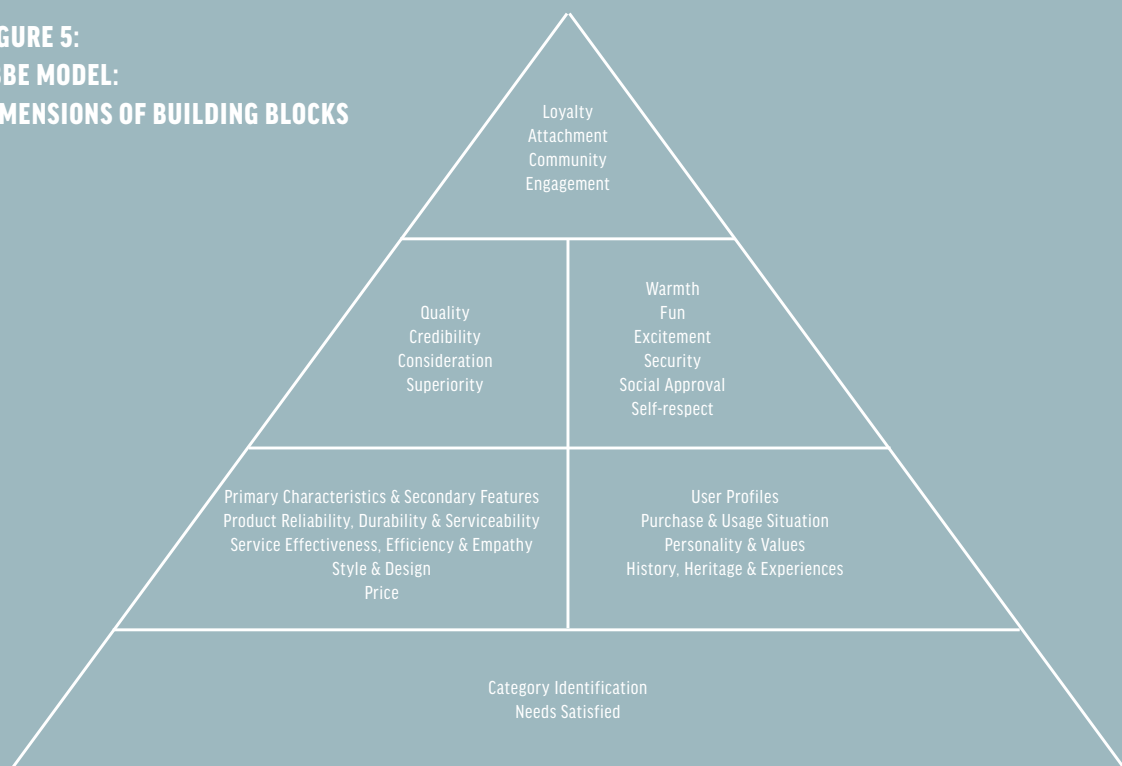 GURE 5:
BE MODEL:
MENSIONS OF BUILDING BLOCKS
Loyalty
Attachment
Community
Engagement
Quality
Credibility
Consideration
Superiority
Warmth
Fun
Excitement
Security
Social Approval
Self-respect
Primary Characteristics & Secondary Features
Product Reliability, Durability & Serviceability
Service Effectiveness, Efficiency & Empathy
Style & Design
Price
User Profiles
Purchase & Usage Situation
Personality & Values
History, Heritage & Experiences
Category Identification
Needs Satisfied